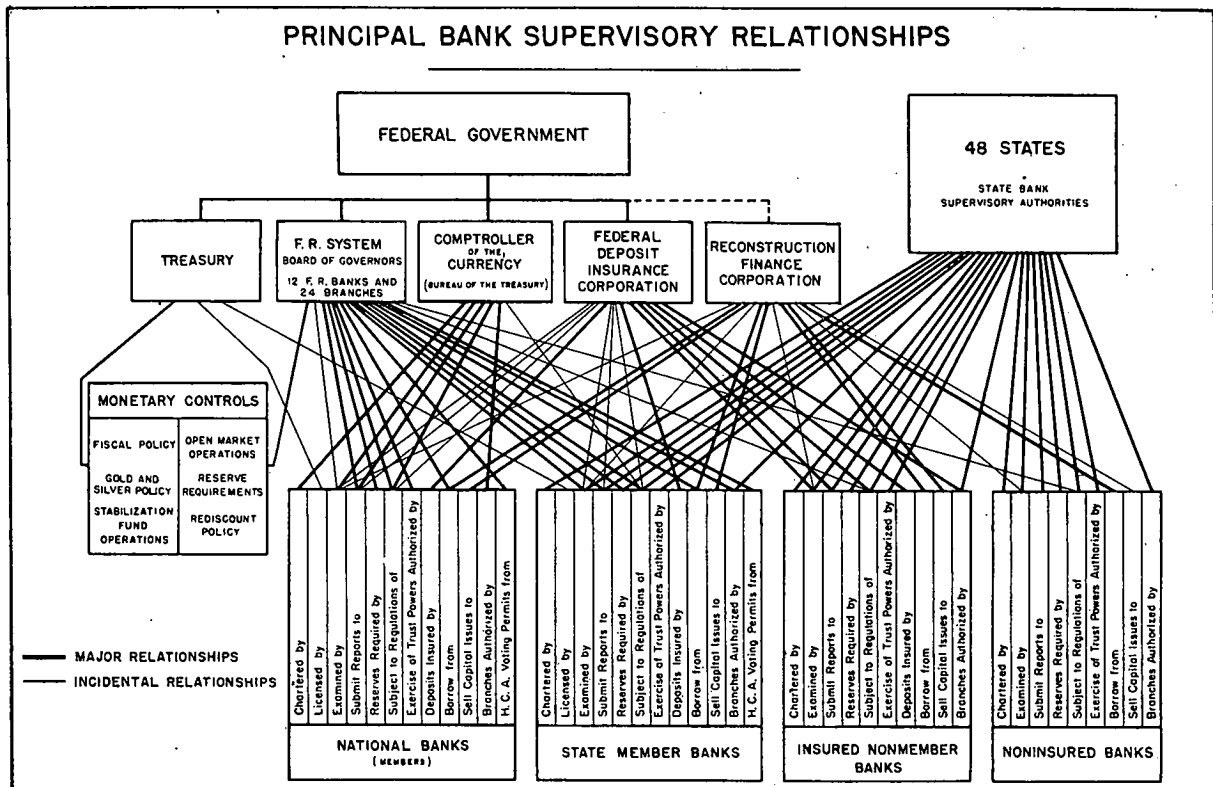 PRINCIPAL BANK SUPERVISORY RELATIONSHIPS
FEDERAL GOVERNMENT
48 STATES
STATE BANK
SUPERVISORY AUTHORITIES
TREASURY
F. R. SYSTEM
BOARD OF GOVERNORS
12 F. R. BANKS AND
24 BRANCHES
COMPTROLLER
OF THE
CURRENCY
(BUREAU OF THE TREASURY)
FEDERAL
DEPOSIT
INSURANCE
CORPORATION
RECONSTRUCTION
FINANCE
CORPORATION
MONETARY CONTROLS
FISCAL POLICY
GOLD AND
SILVER POLICY
STABILIZATION
FUND
OPERATIONS
OPEN MARKET
OPERATIONS
RESERVE
REQUIREMENTS
REDISCOUNT
POLICY
MAJOR RELATIONSHIPS
INCIDENTAL RELATIONSHIPS
Chartered by
Licensed by
Examined by
Submit Reports to
Reserves Required by
Subject to Regulations of
Exercise of Trust Powers Authorized by
Deposits Insured by
Borrow from
Sell Capital Issues to
Branches Authorized by
H. C. A. Voting Permits from
NATIONAL BANKS
(MEMBERS)
Chartered by
Licensed by
Examined by
Submit Reports to
Reserves Required by
Subject to Regulations of
Exercise of Trust Powers Authorized by
Deposits Insured by
Borrow from
Sell Capital Issues to
Branches Authorized by
H. C. A. Voting Permits from
STATE MEMBER BANKS
Chartered by
Examined by
Submit Reports to
Reserves Required by
Subject to Regulations of
Exercise of Trust Powers Authorized by
Deposits Insured by
Borrow from
Sell Capital Issues to
Branches Authorized by
INSURED NONMEMBER
BANKS
Chartered by
Examined by
Submit Reports to
Reserves Required by
Subject to Regulations of
Exercise of Trust Powers Authorized by
Borrow from
Sell Capital Issues to
Branches Authorized by
NONINSURED BANKS